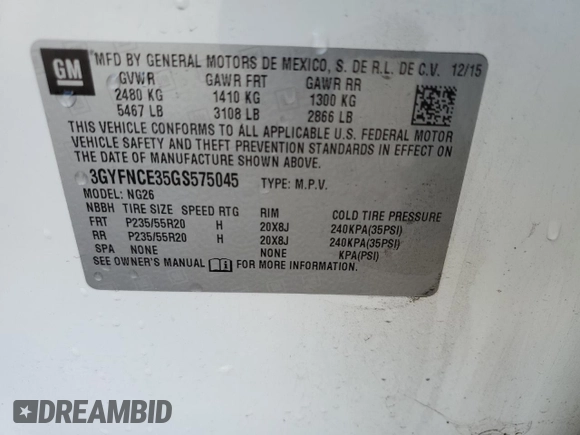 GM
MFD BY GENERAL MOTORS DE MEXICO, S. DE R.L. DE C.V. 12/15
GVWR GAWR FRT GAWR RR
2480 KG 1410 KG 1300 KG
5467 LB 3108 LB 2866 LB
THIS VEHICLE CONFORMS TO ALL APPLICABLE U.S. FEDERAL MOTOR
VEHICLE SAFETY AND THEFT PREVENTION STANDARDS IN EFFECT ON
THE DATE OF MANUFACTURE SHOWN ABOVE.
3GYFNCE35GS575045 TYPE: M.P.V.
MODEL: NG26
NBBH TIRE SIZE SPEED RTG RIM COLD TIRE PRESSURE
FRT P235/55R20 H 20X8J 240KPA(35PSI)
RR P235/55R20 H 20X8J 240KPA(35PSI)
SPA NONE NONE KPA(PSI)
SEE OWNER'S MANUAL FOR MORE INFORMATION.
DREAMBID